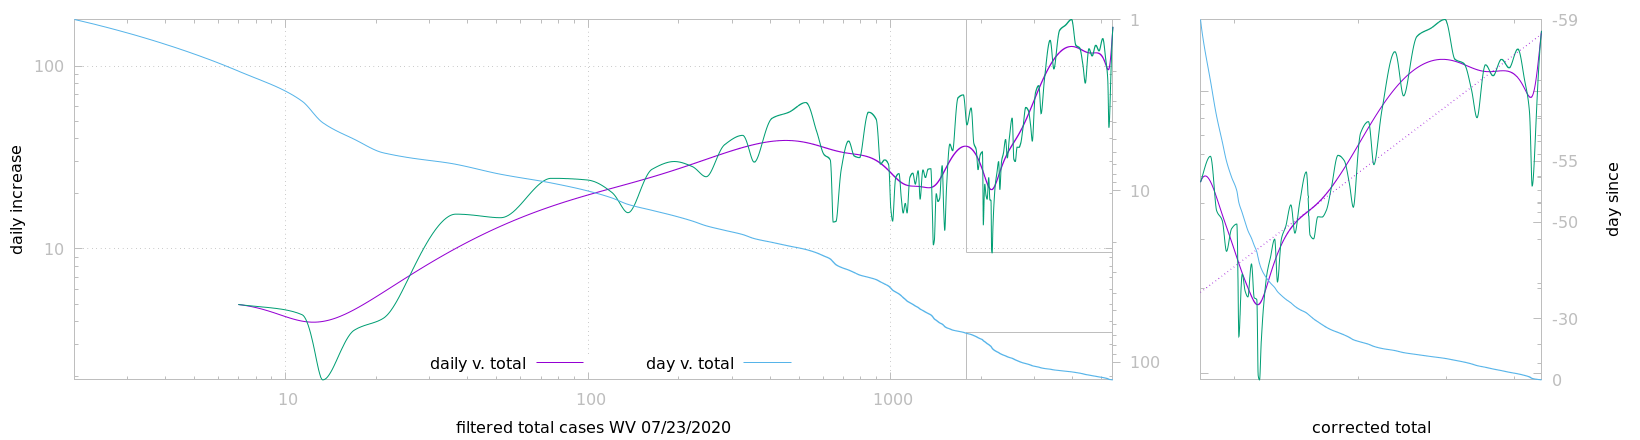 daily increase
100
10
daily v. total
day v. total
10
100
1000
1
10
100
filtered total cases WV 07/23/2020
-59
-55
-50
-30
0
day since
corrected total